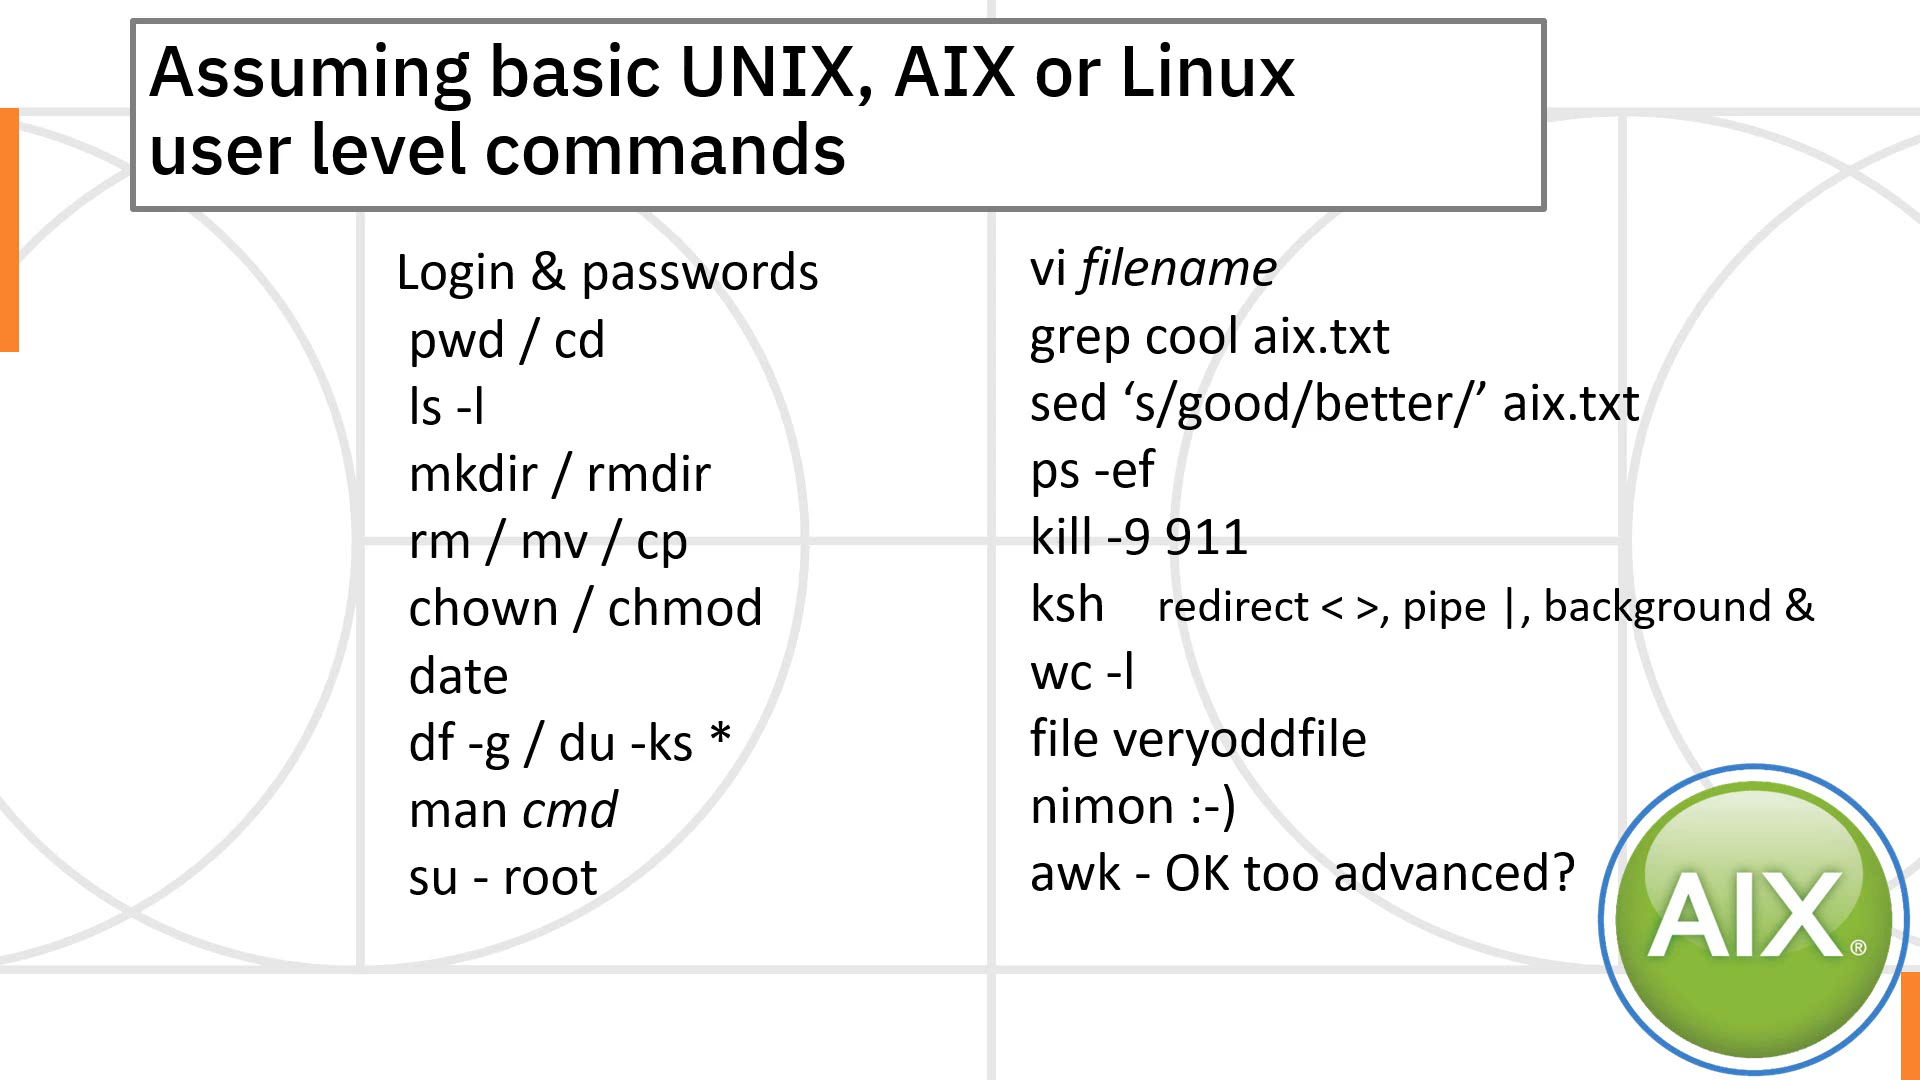 Assuming basic UNIX, AIX or Linux
user level commands
Login & passwords
pwd / cd
ls -l
mkdir / rmdir
rm / mv / cp
chown / chmod
date
df -g / du -ks *
man cmd
su - root
vi filename
grep cool aix.txt
sed ‘s/good/better/’ aix.txt
ps -ef
kill -9 911
ksh redirect < >, pipe |, background &
wc -l
file veryoddfile
nimon :-)
awk - OK too advanced?
AIX®